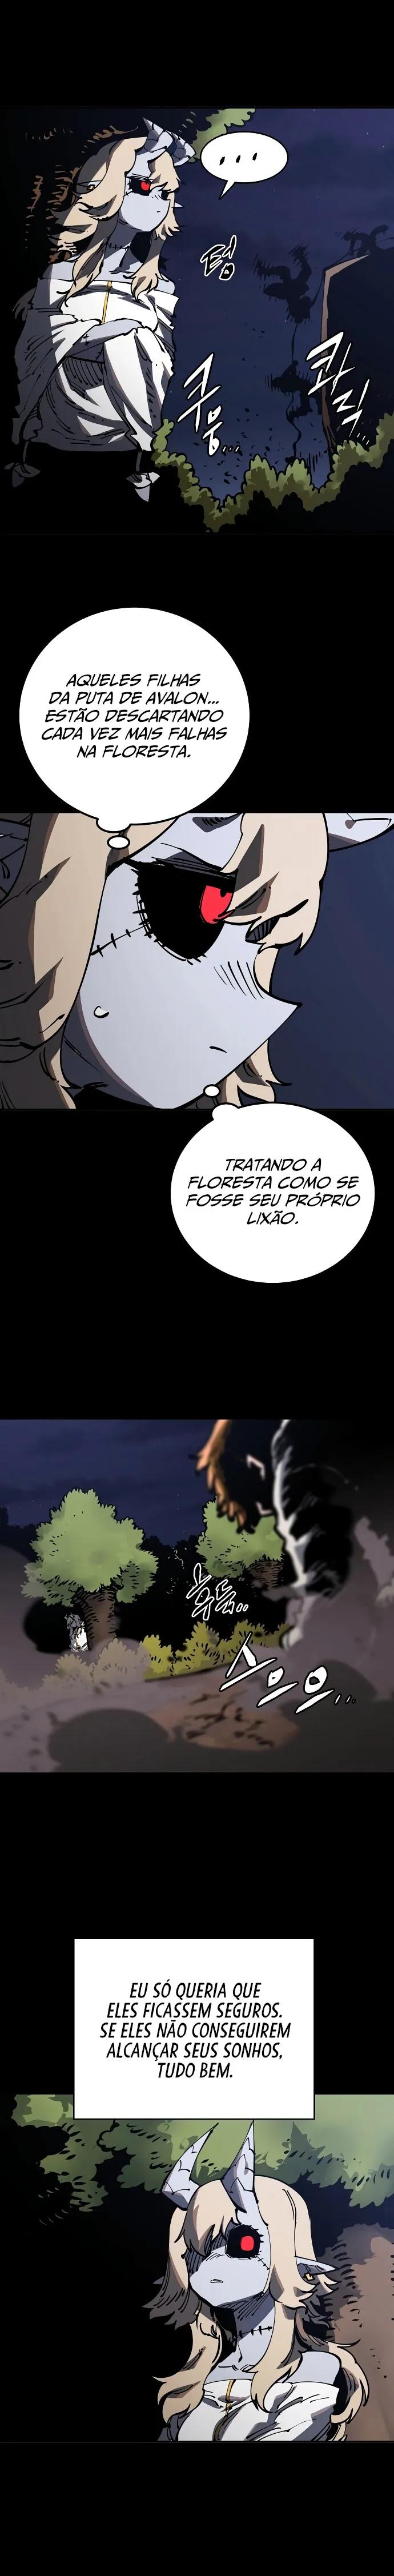 ...
텅
쿠웅...
콰직...
AQUELES FILHAS
DA PUTA DE AVALON...
ESTÃO DESCARTANDO
CADA VEZ MAIS FALHAS
NA FLORESTA.
TRATANDO A
FLORESTA COMO SE
FOSSE SEU PRÓPRIO
LIXÃO.
스으으...
EU SÓ QUERIA QUE
ELES FICASSEM SEGUROS.
SE ELES NÃO CONSEGUIREM
ALCANÇAR SEUS SONHOS,
TUDO BEM.